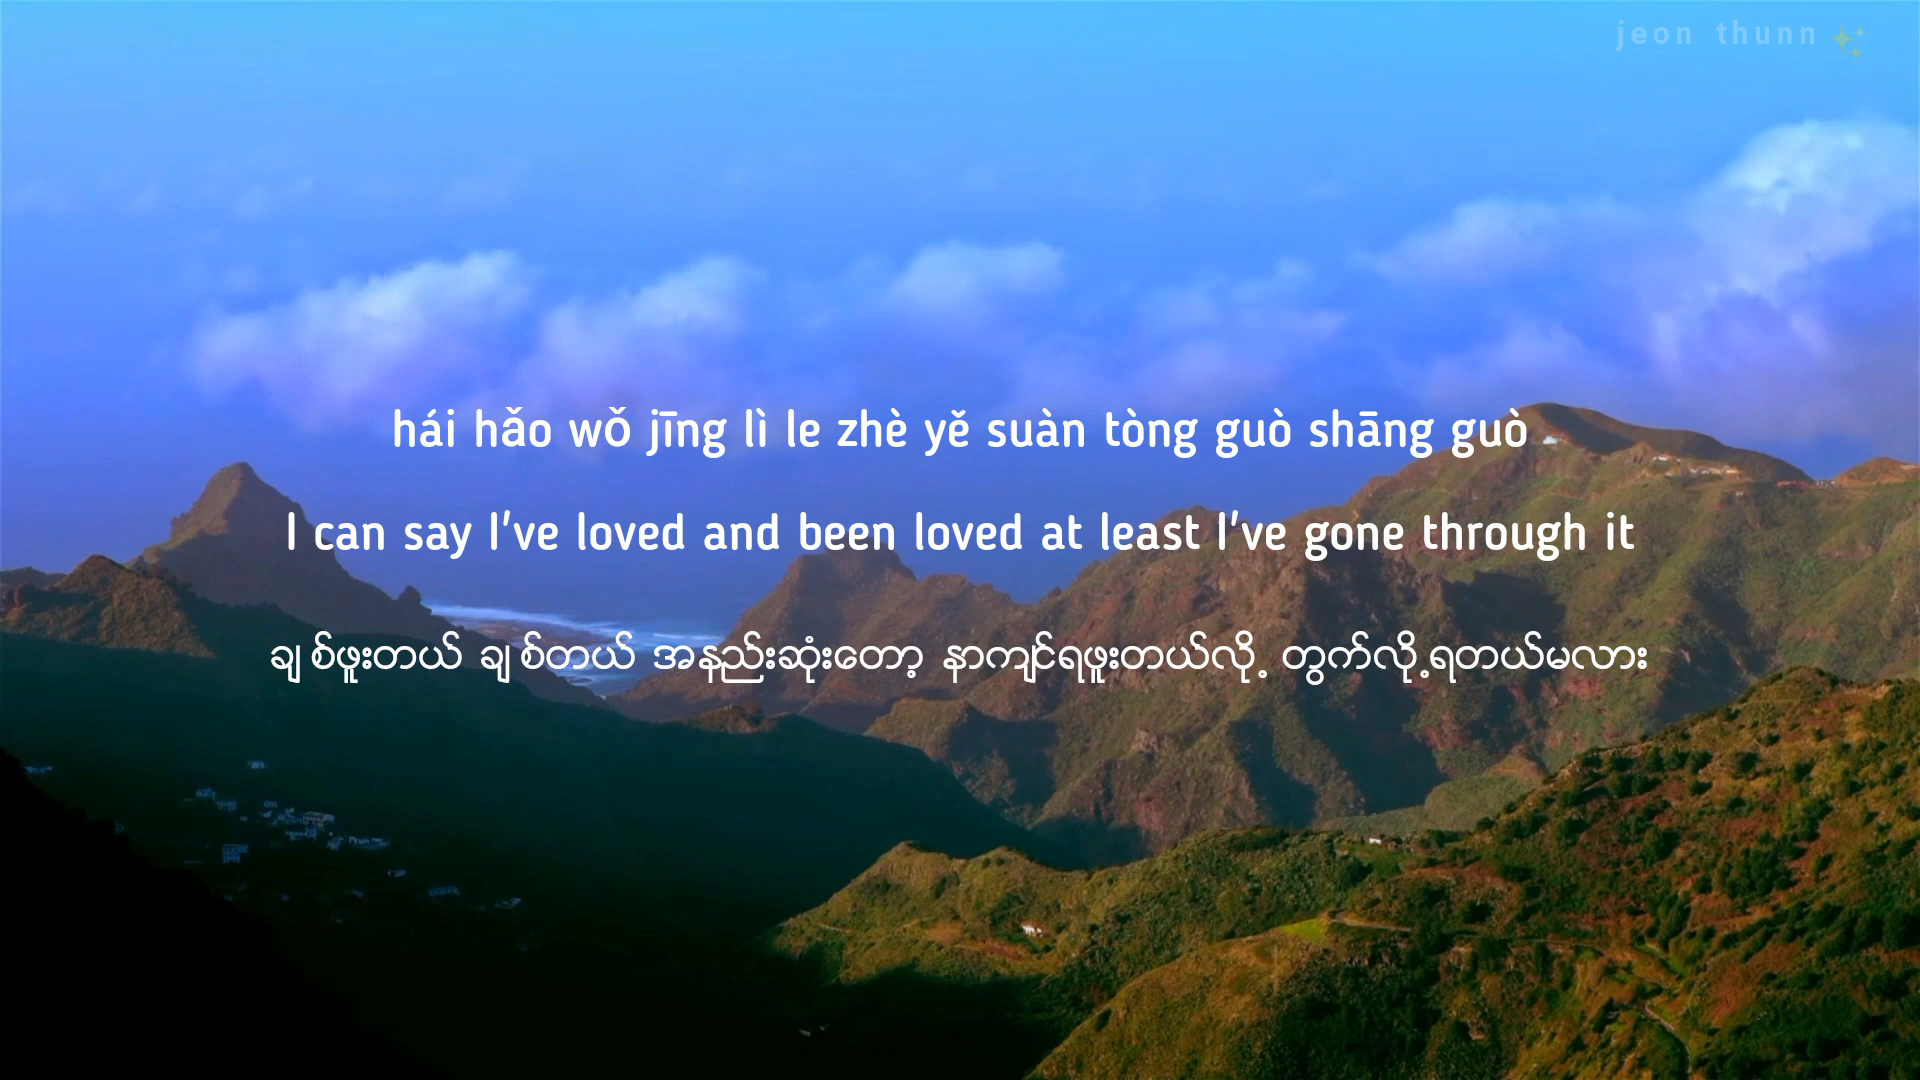 jeon thunn
hái hǎo wǒ jīng lì le zhè yě suàn tòng guò shāng guò
I can say I've loved and been loved at least I've gone through it
ချစ်ဖူးတယ် ချစ်တယ် အနည်းဆုံးတော့ နာကျင်ရဖူးတယ်လို့ တွက်လို့ရတယ်မလား